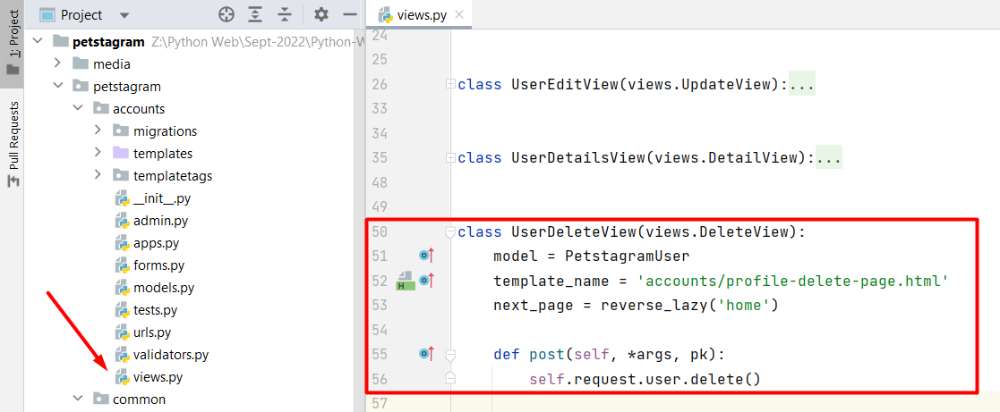 1: Project
Pull Requests
Project
petstagram Z:\Python Web\Sept-2022\Python-W
media
petstagram
accounts
migrations
templates
templatetags
__init__.py
admin.py
apps.py
forms.py
models.py
tests.py
urls.py
validators.py
views.py
common
views.py
24
25
26 class UserEditView(views.UpdateView):...
33
34
35 class UserDetailsView(views.DetailView):...
48
49
50 class UserDeleteView(views.DeleteView):
51 model = PetstagramUser
52 template_name = 'accounts/profile-delete-page.html'
53 next_page = reverse_lazy('home')
54
55 def post(self, *args, pk):
56 self.request.user.delete()
57
H